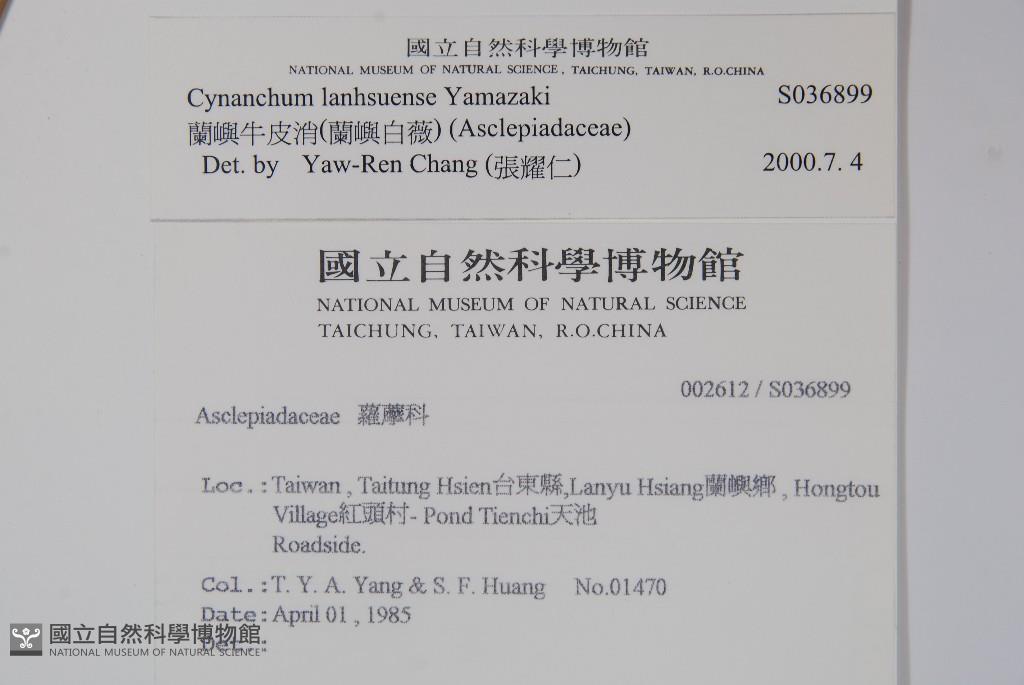 國立自然科學博物館
NATIONAL MUSEUM OF NATURAL SCIENCE, TAICHUNG, TAIWAN, R.O.CHINA
Cynanchum lanhsuense Yamazaki S036899
蘭嶼牛皮消(蘭嶼白薇) (Asclepiadaceae)
Det. by Yaw-Ren Chang (張耀仁) 2000.7. 4
國立自然科學博物館
NATIONAL MUSEUM OF NATURAL SCIENCE
TAICHUNG, TAIWAN, R.O.CHINA
002612 / S036899
Asclepiadaceae 蘿藦科
Loc.:Taiwan , Taitung Hsien台東縣,Lanyu Hsiang蘭嶼鄉 , Hongtou
Village紅頭村- Pond Tienchi天池
Roadside.
Col.:T. Y. A. Yang & S. F. Huang No.01470
Date:April 01 , 1985
Det.:
國立自然科學博物館
NATIONAL MUSEUM OF NATURAL SCIENCE